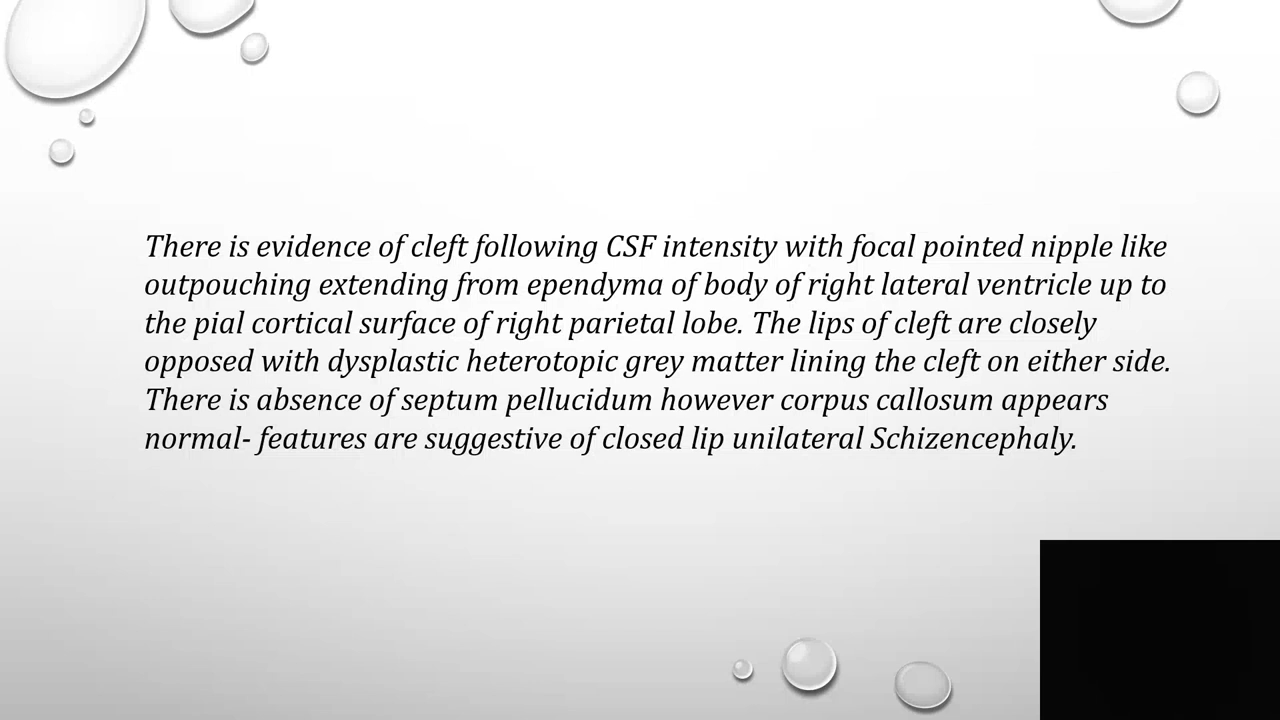 There is evidence of cleft following CSF intensity with focal pointed nipple like
outpouching extending from ependyma of body of right lateral ventricle up to
the pial cortical surface of right parietal lobe. The lips of cleft are closely
opposed with dysplastic heterotopic grey matter lining the cleft on either side.
There is absence of septum pellucidum however corpus callosum appears
normal- features are suggestive of closed lip unilateral Schizencephaly.